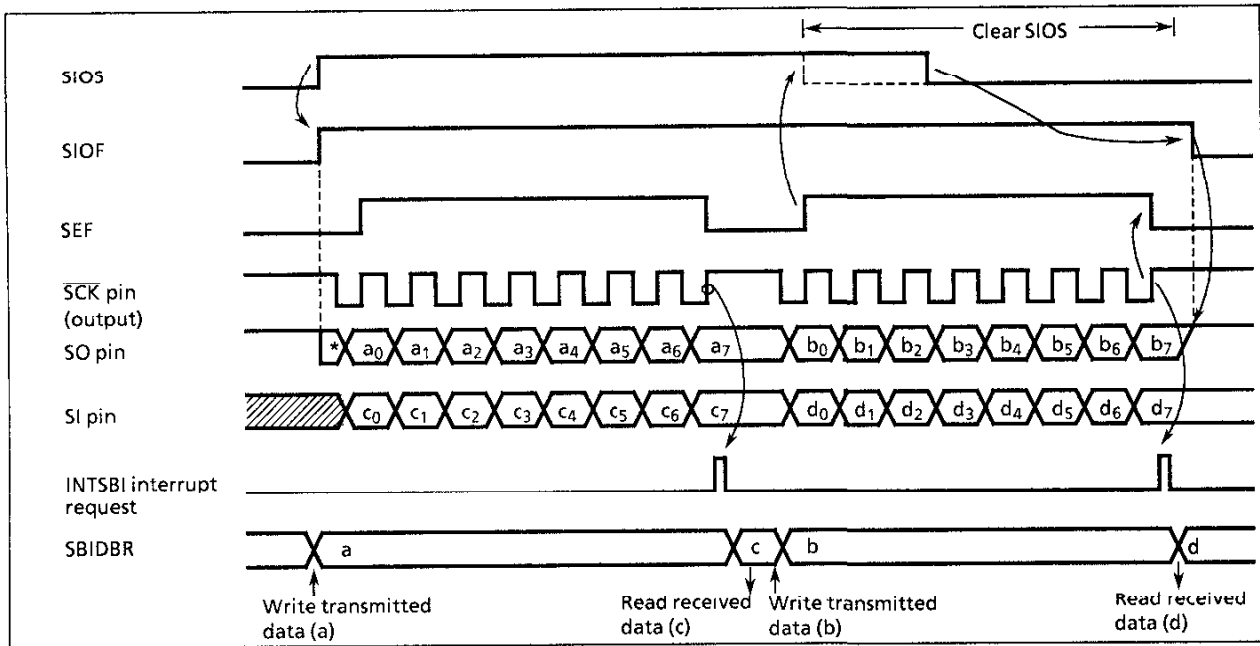 Clear SIOS
SIOS
SIOF
SEF
SCK pin
(output)
SO pin
* a0 a1 a2 a3 a4 a5 a6 a7 b0 b1 b2 b3 b4 b5 b6 b7
SI pin
c0 c1 c2 c3 c4 c5 c6 c7 d0 d1 d2 d3 d4 d5 d6 d7
INTSBI interrupt
request
SBIDBR
a c b d
Write transmitted
data (a)
Read received
data (c)
Write transmitted
data (b)
Read received
data (d)